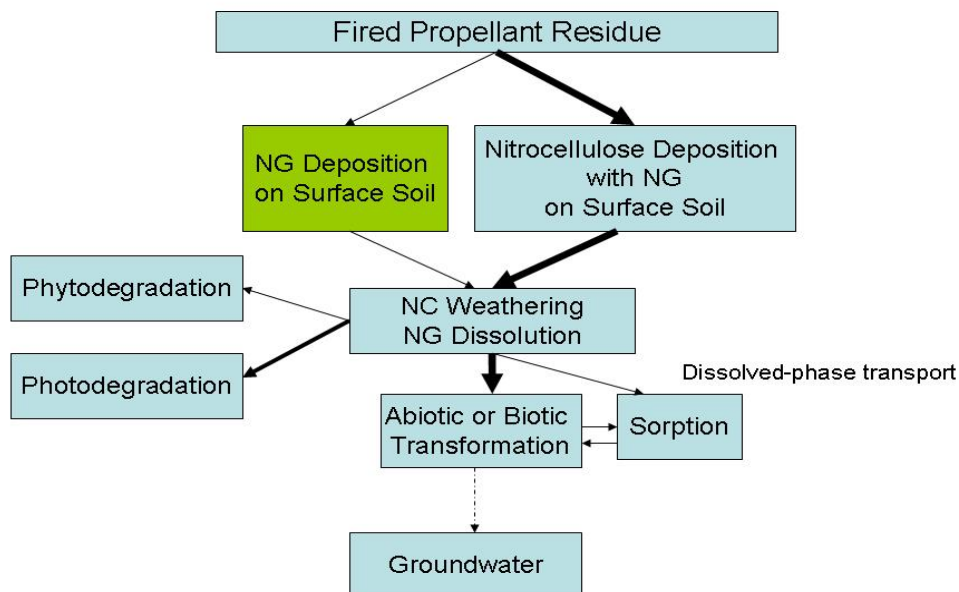 Fired Propellant Residue
NG Deposition
on Surface Soil
Nitrocellulose Deposition
with NG
on Surface Soil
Phytodegradation
NC Weathering
NG Dissolution
Photodegradation
Dissolved-phase transport
Abiotic or Biotic
Transformation
Sorption
Groundwater